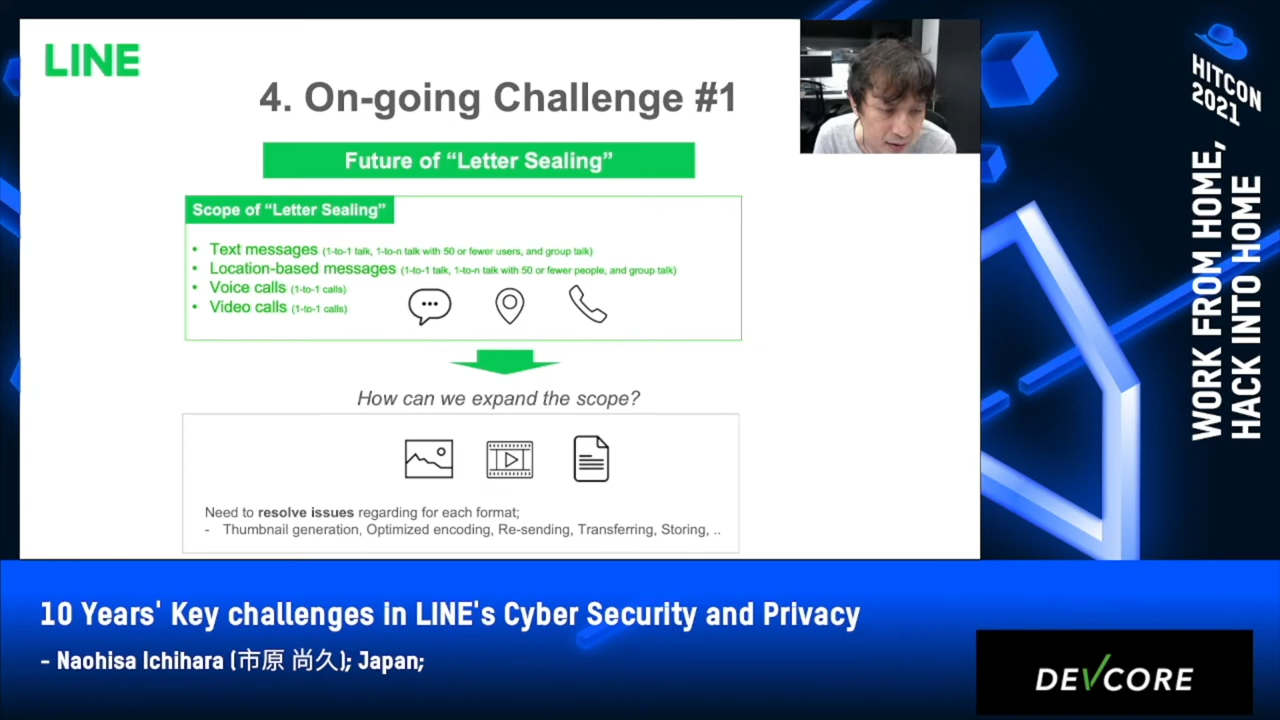 LINE
4. On-going Challenge #1
Future of “Letter Sealing”
Scope of “Letter Sealing”
• Text messages (1-to-1 talk, 1-to-n talk with 50 or fewer users, and group talk)
• Location-based messages (1-to-1 talk, 1-to-n talk with 50 or fewer people, and group talk)
• Voice calls (1-to-1 calls)
• Video calls (1-to-1 calls)
How can we expand the scope?
Need to resolve issues regarding for each format;
- Thumbnail generation, Optimized encoding, Re-sending, Transferring, Storing, ..
HITCON
2021
WORK FROM HOME,
HACK INTO HOME
10 Years' Key challenges in LINE's Cyber Security and Privacy
- Naohisa Ichihara (市原 尚久); Japan;
DEVCORE